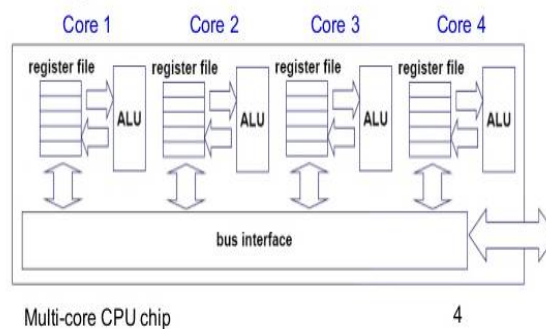 Core 1 Core 2 Core 3 Core 4
register file register file register file register file
ALU ALU ALU ALU
bus interface
Multi-core CPU chip 4